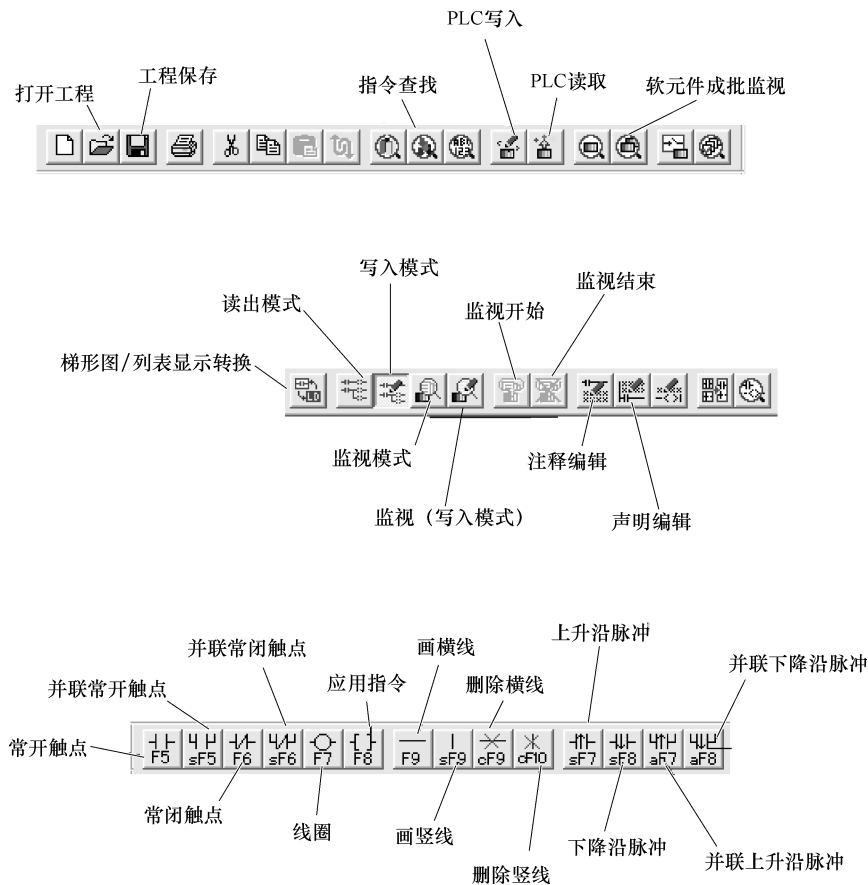 PLC写入
打开工程
工程保存
指令查找
PLC读取
软元件成批监视
写入模式
读出模式
监视开始
监视结束
梯形图/列表显示转换
LD
监视模式
监视（写入模式）
注释编辑
声明编辑
上升沿脉冲
并联常闭触点
画横线
并联下降沿脉冲
并联常开触点
应用指令
删除横线
常开触点
F5 sF5 F6 sF6 F7 F8 F9 sF9 cF9 cF10 sF7 sF8 aF7 aF8
常闭触点
线圈
画竖线
下降沿脉冲
删除竖线
并联上升沿脉冲